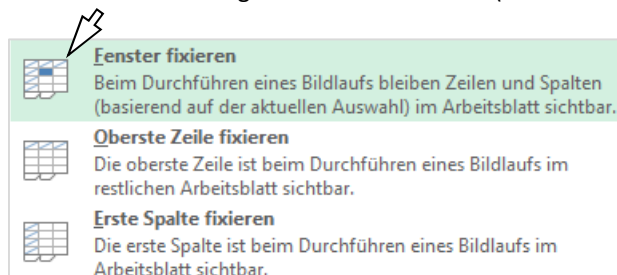 Fenster fixieren
Beim Durchführen eines Bildlaufs bleiben Zeilen und Spalten
(basierend auf der aktuellen Auswahl) im Arbeitsblatt sichtbar.
Oberste Zeile fixieren
Die oberste Zeile ist beim Durchführen eines Bildlaufs im
restlichen Arbeitsblatt sichtbar.
Erste Spalte fixieren
Die erste Spalte ist beim Durchführen eines Bildlaufs im
Arbeitsblatt sichtbar.